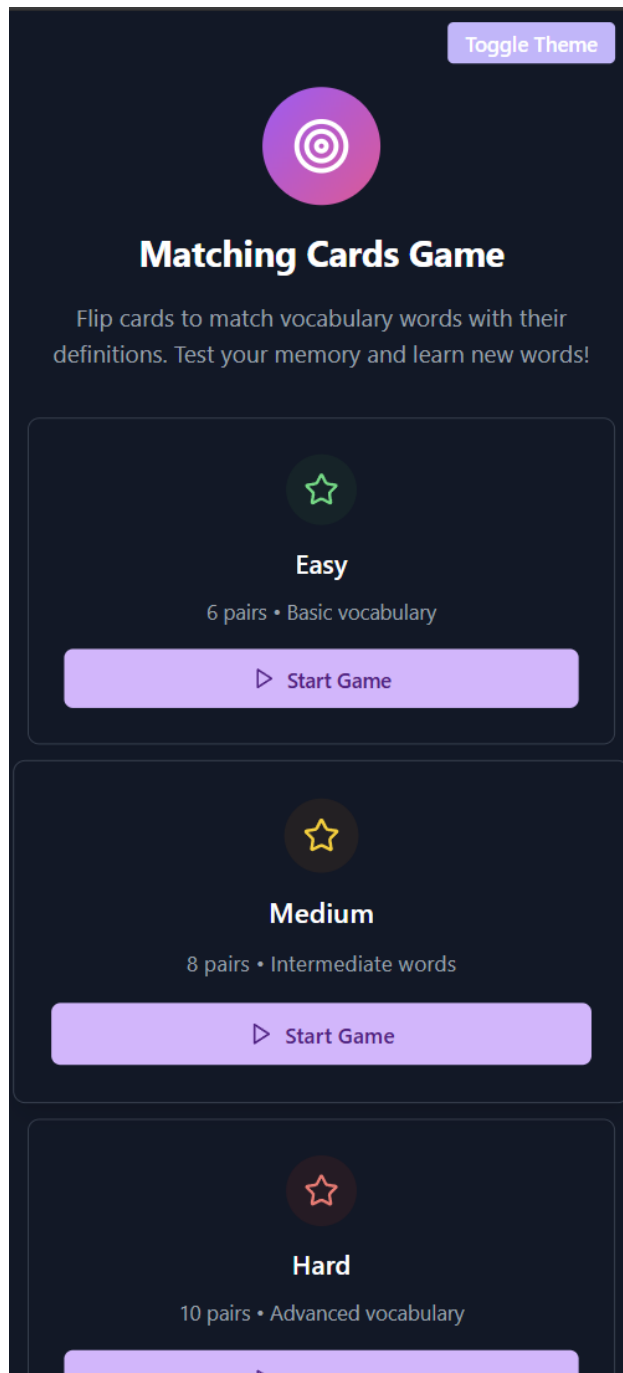 Toggle Theme
Matching Cards Game
Flip cards to match vocabulary words with their
definitions. Test your memory and learn new words!
Easy
6 pairs • Basic vocabulary
Start Game
Medium
8 pairs • Intermediate words
Start Game
Hard
10 pairs • Advanced vocabulary